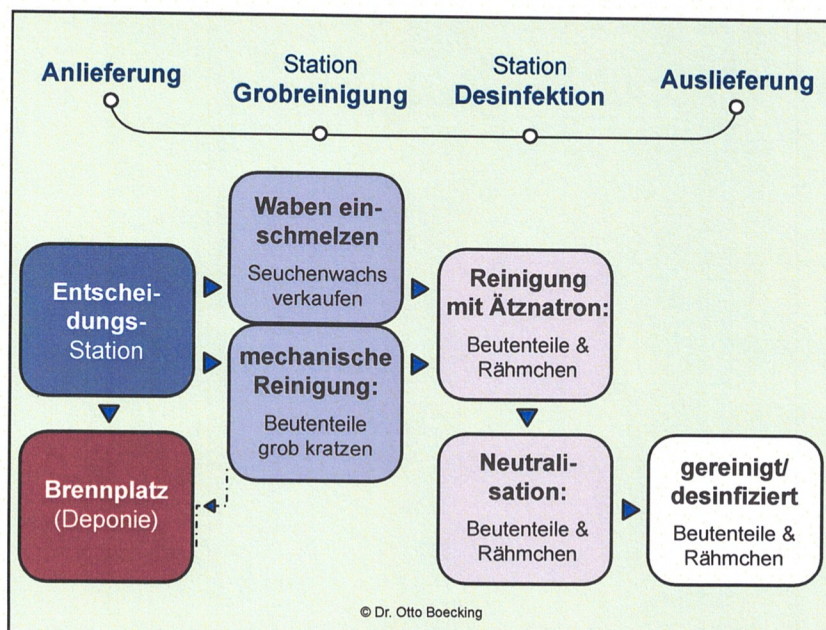 Anlieferung
Station
Grobreinigung
Station
Desinfektion
Auslieferung
Entschei-
dungs-
Station
Brennplatz
(Deponie)
Waben ein-
schmelzen
Seuchenwachs
verkaufen
mechanische
Reinigung:
Beutenteile
grob kratzen
Reinigung
mit Ätznatron:
Beutenteile &
Rähmchen
Neutrali-
sation:
Beutenteile &
Rähmchen
gereinigt/
desinfiziert
Beutenteile &
Rähmchen
© Dr. Otto Boecking